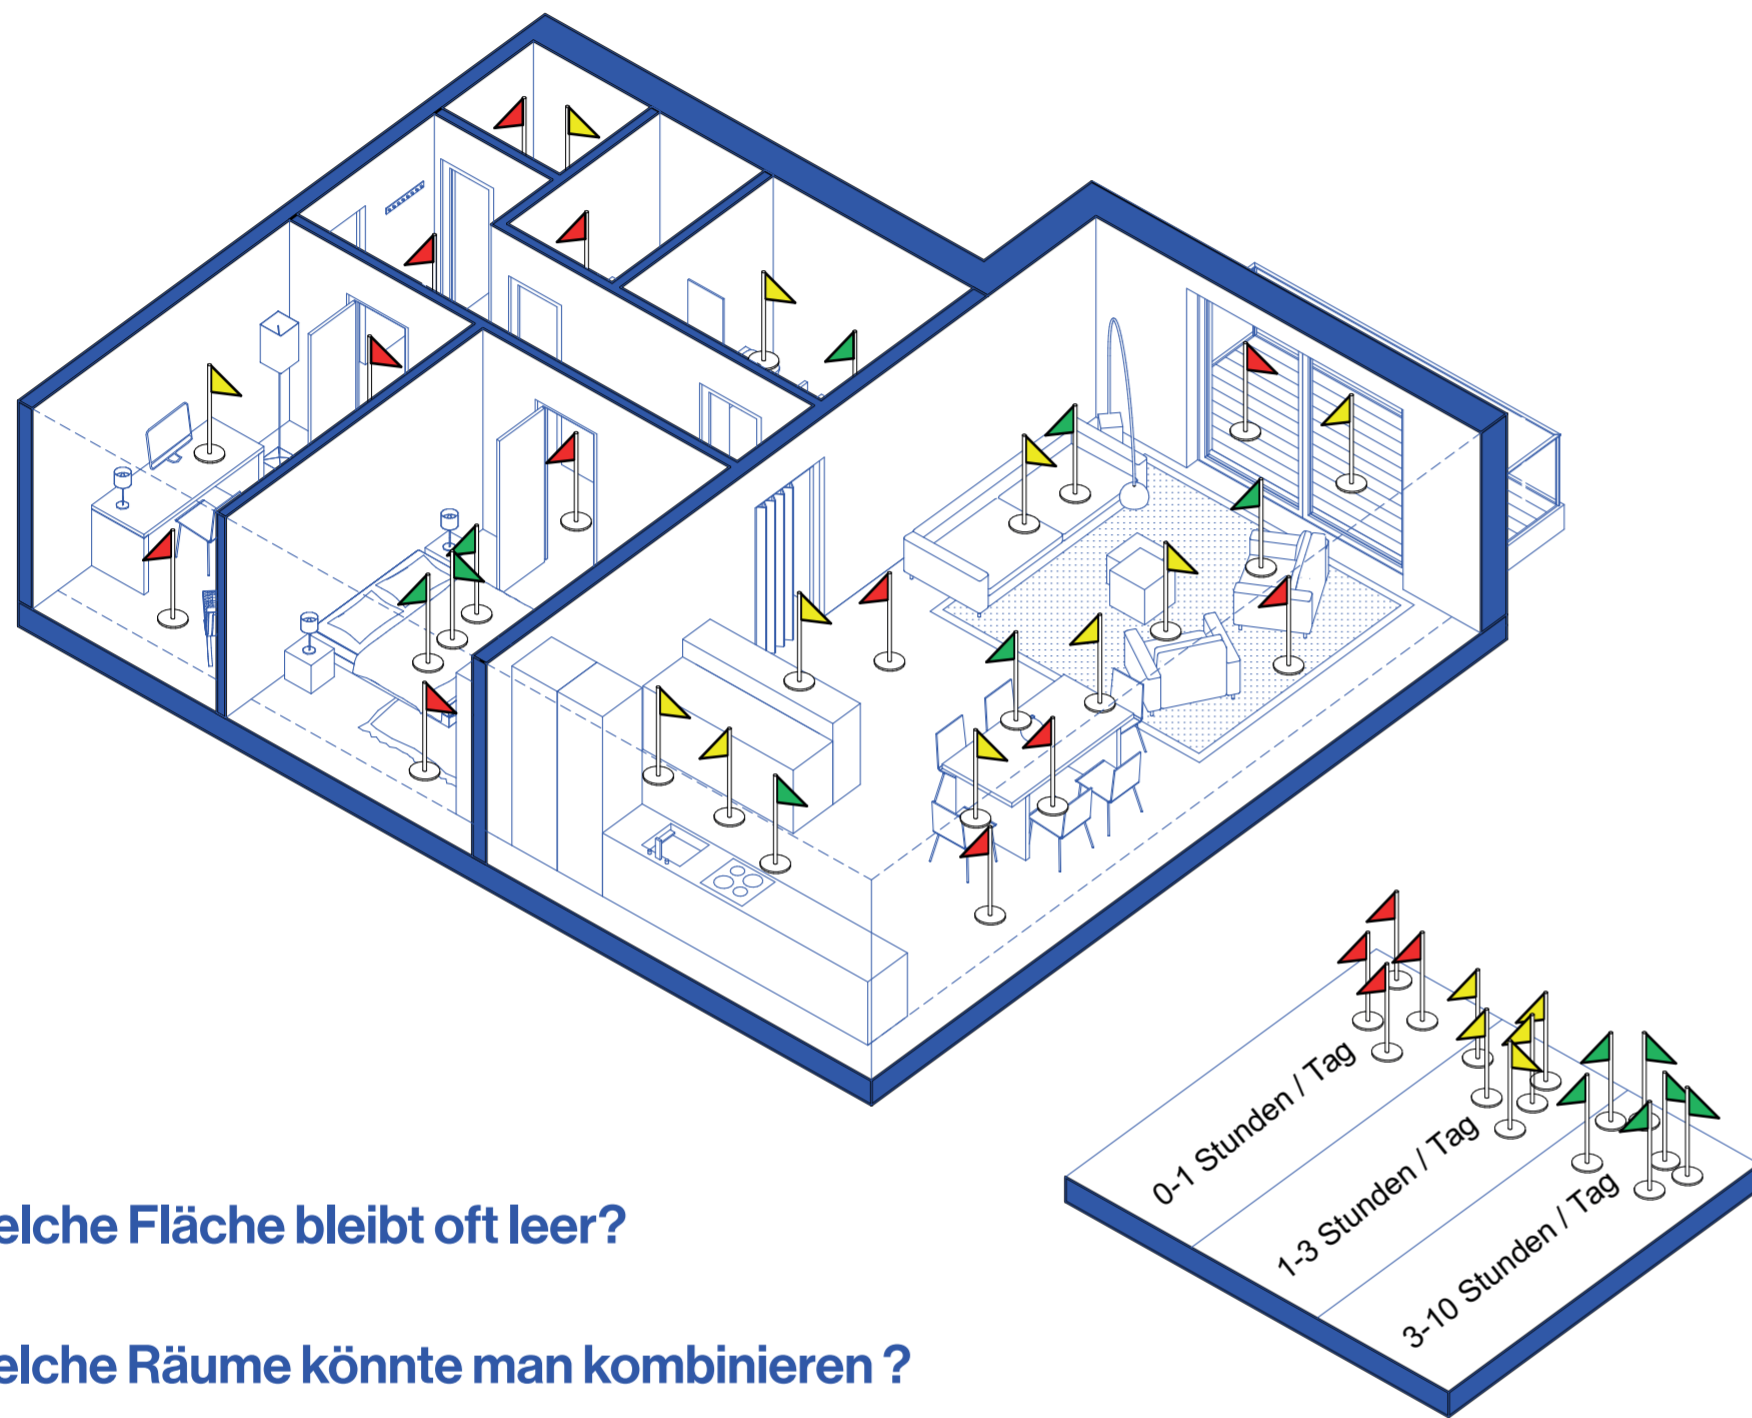 0-1 Stunden / Tag
1-3 Stunden / Tag
3-10 Stunden / Tag
elche Fläche bleibt oft leer?
elche Räume könnte man kombinieren ?